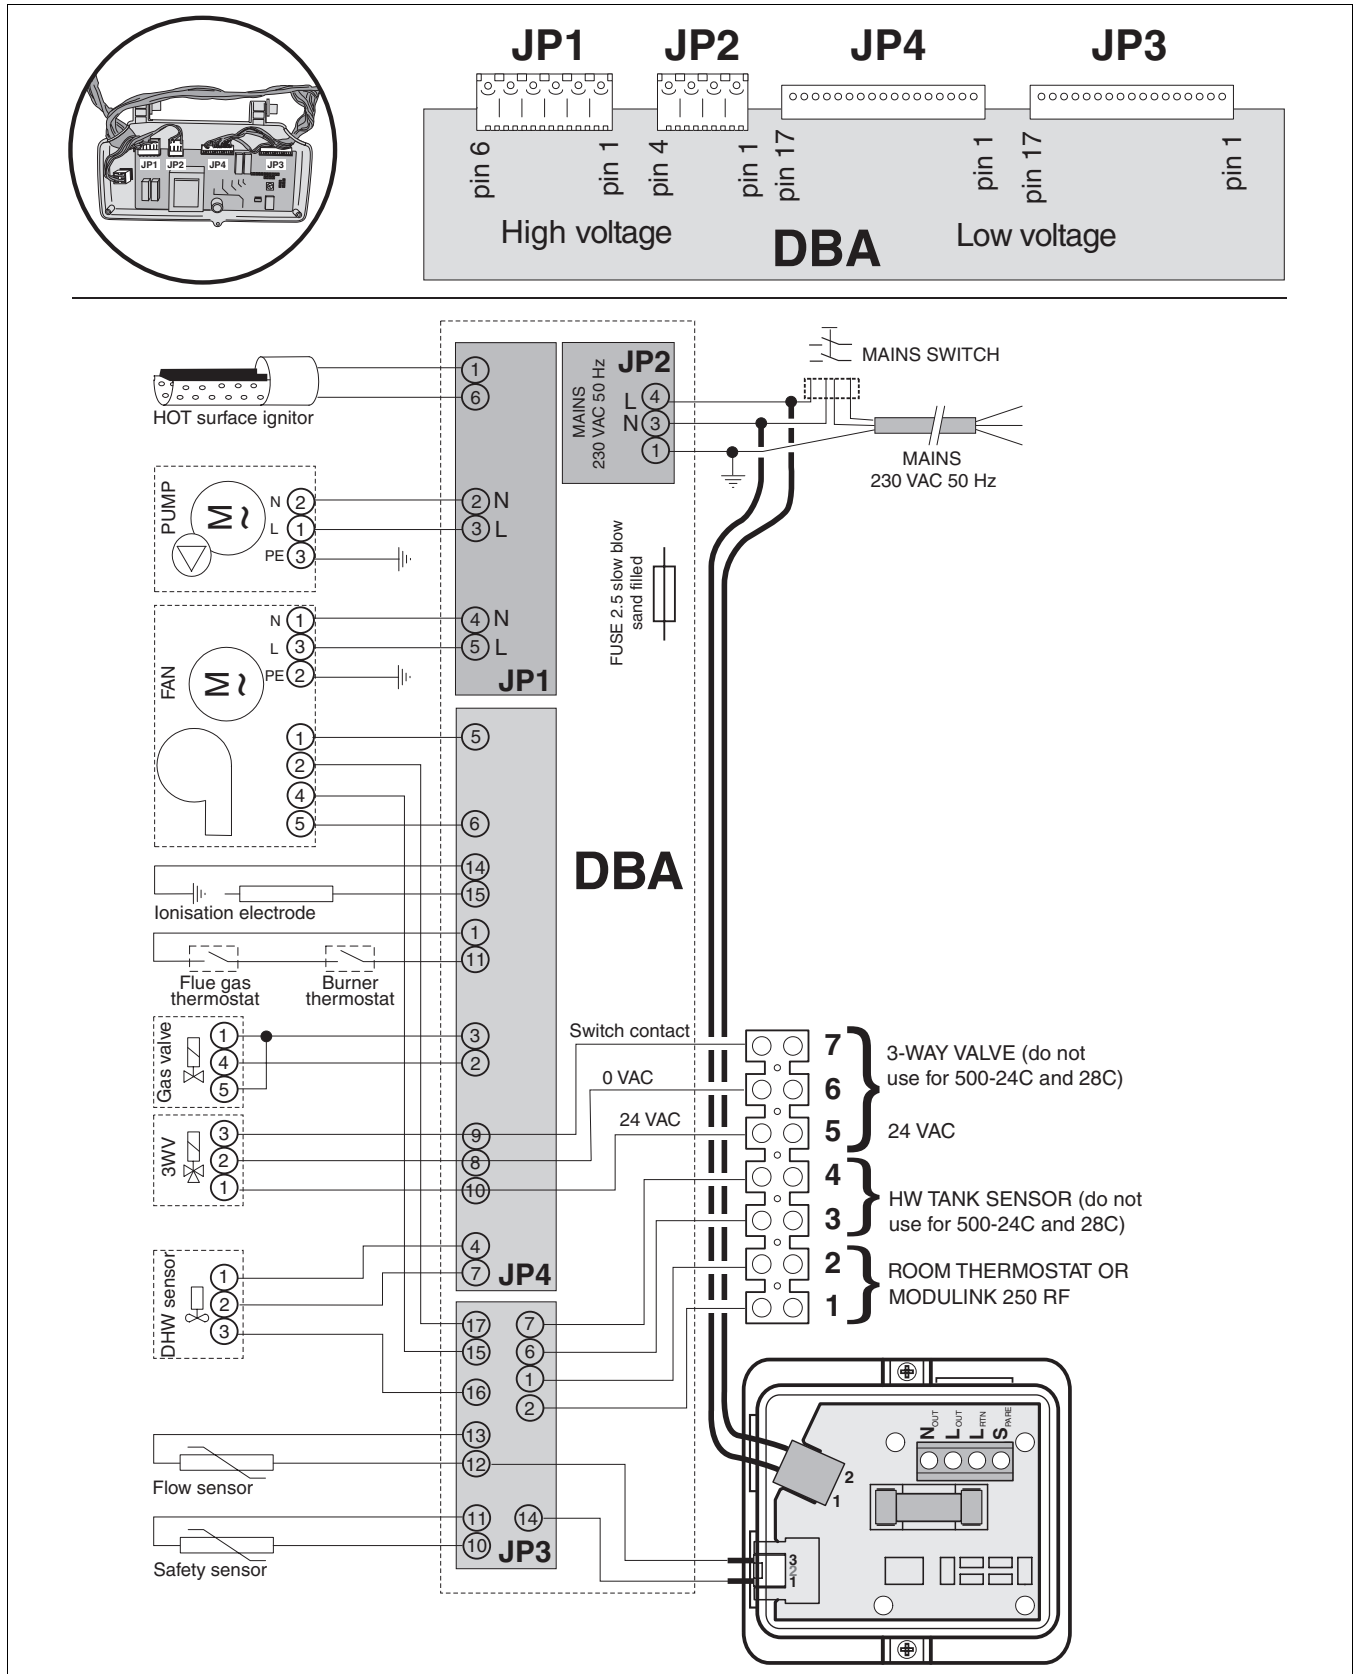 JP1 JP2 JP4 JP3
JP1 JP2 JP4 JP3
pin 6 pin 1 pin 4 pin 1 pin 17 pin 1 pin 17 pin 1
High voltage DBA Low voltage
HOT surface ignitor
1
6
MAINS
230 VAC 50 Hz
JP2
L 4
N 3
1
MAINS SWITCH
MAINS
230 VAC 50 Hz
PUMP
M
~
N 2
L 1
PE 3
2 N
3 L
FUSE 2.5 slow blow
sand filled
FAN
M
~
N 1
L 3
PE 2
4 N
5 L
JP1
1
2
4
5
5
6
DBA
14
15
Ionisation electrode
1
11
Flue gas
thermostat
Burner
thermostat
Gas valve
1
4
5
3
2
3WV
3
2
1
9
8
10
Switch contact
0 VAC
24 VAC
7
6
5
4
3
2
1
3-WAY VALVE (do not
use for 500-24C and 28C)
24 VAC
HW TANK SENSOR (do not
use for 500-24C and 28C)
ROOM THERMOSTAT OR
MODULINK 250 RF
DHW sensor
1
2
3
4
7 JP4
17 7
15 6
1
16
2
13
12
Flow sensor
11 14
10 JP3
Safety sensor
NOUT LOUT LRTN SPARE
2
1
3
2
1